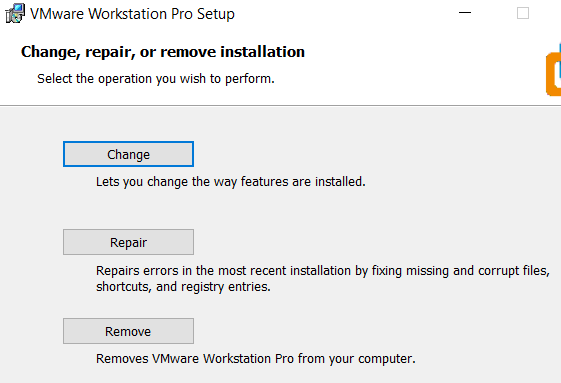 VMware Workstation Pro Setup
Change, repair, or remove installation
Select the operation you wish to perform.
Change
Lets you change the way features are installed.
Repair
Repairs errors in the most recent installation by fixing missing and corrupt files,
shortcuts, and registry entries.
Remove
Removes VMware Workstation Pro from your computer.